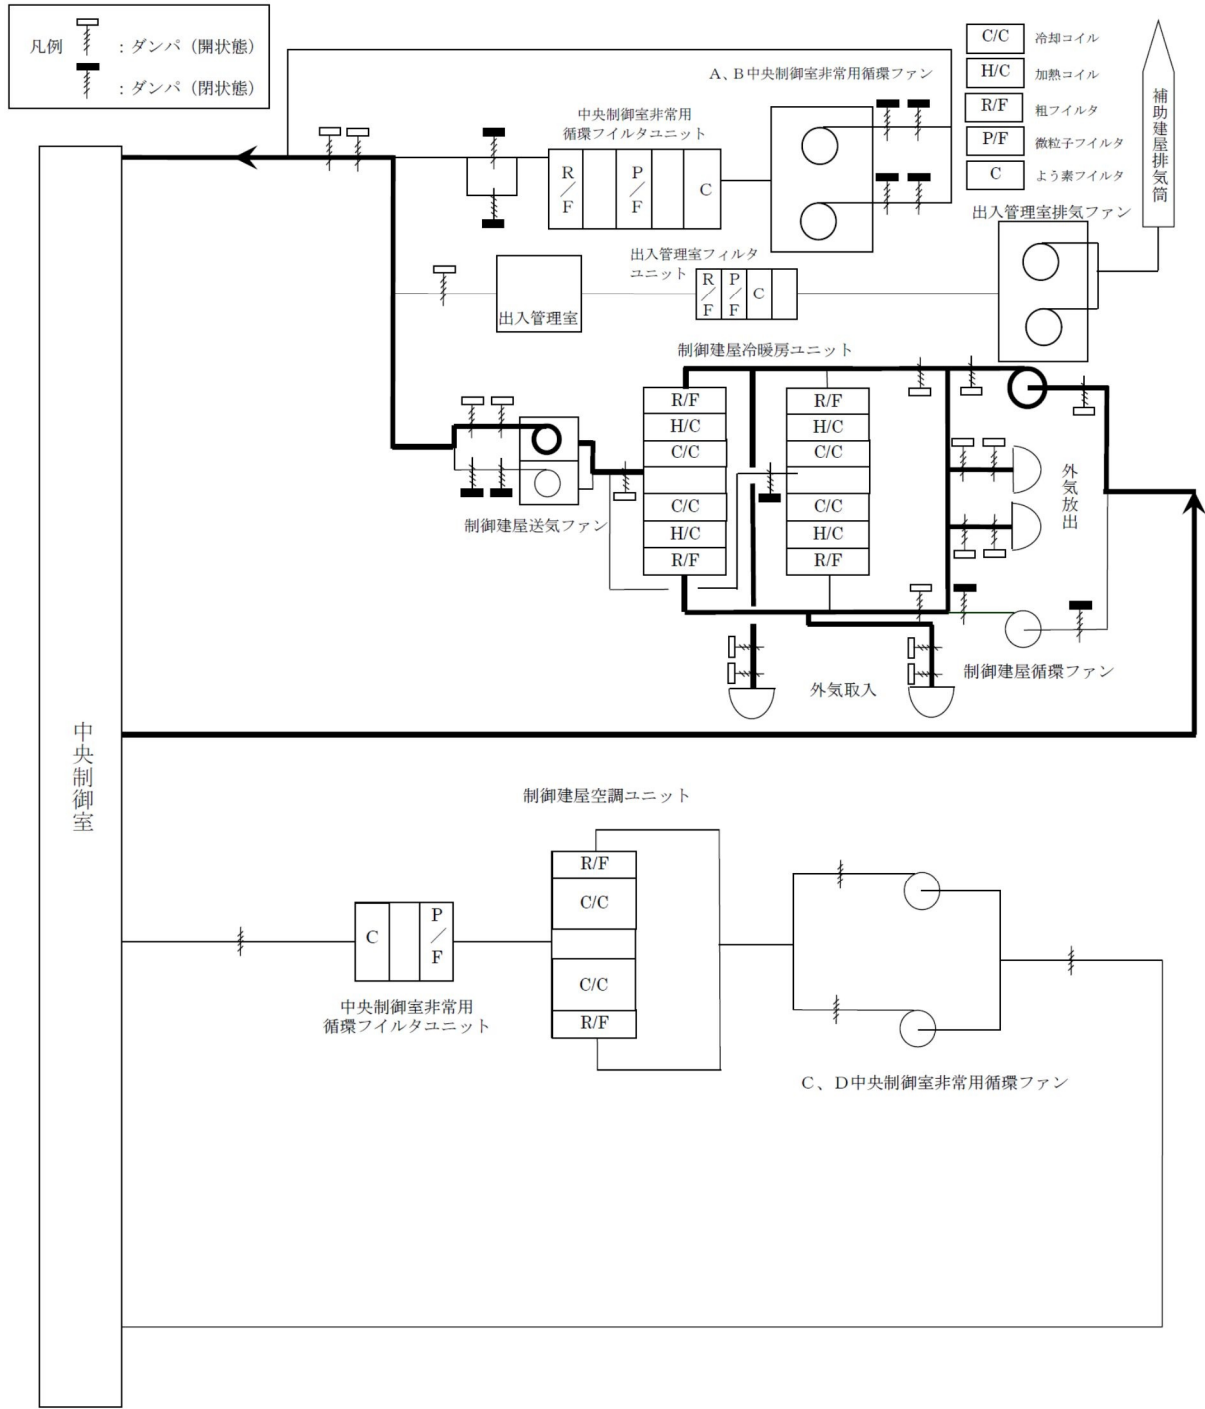 凡例
：ダンパ（開状態）
：ダンパ（閉状態）
C/C 冷却コイル
H/C 加熱コイル
R/F 粗フイルタ
P/F 微粒子フイルタ
C よう素フイルタ
補助建屋排気筒
A、B中央制御室非常用循環ファン
中央制御室非常用
循環フイルタユニット
R/F
P/F
C
出入管理室排気ファン
出入管理室フィルタ
ユニット
R/F
P/F
C
出入管理室
制御建屋冷暖房ユニット
R/F
H/C
C/C
C/C
H/C
R/F
R/F
H/C
C/C
C/C
H/C
R/F
外気放出
制御建屋送気ファン
制御建屋循環ファン
外気取入
中央制御室
制御建屋空調ユニット
R/F
C/C
C/C
R/F
C
P/F
中央制御室非常用
循環フイルタユニット
C、D中央制御室非常用循環ファン